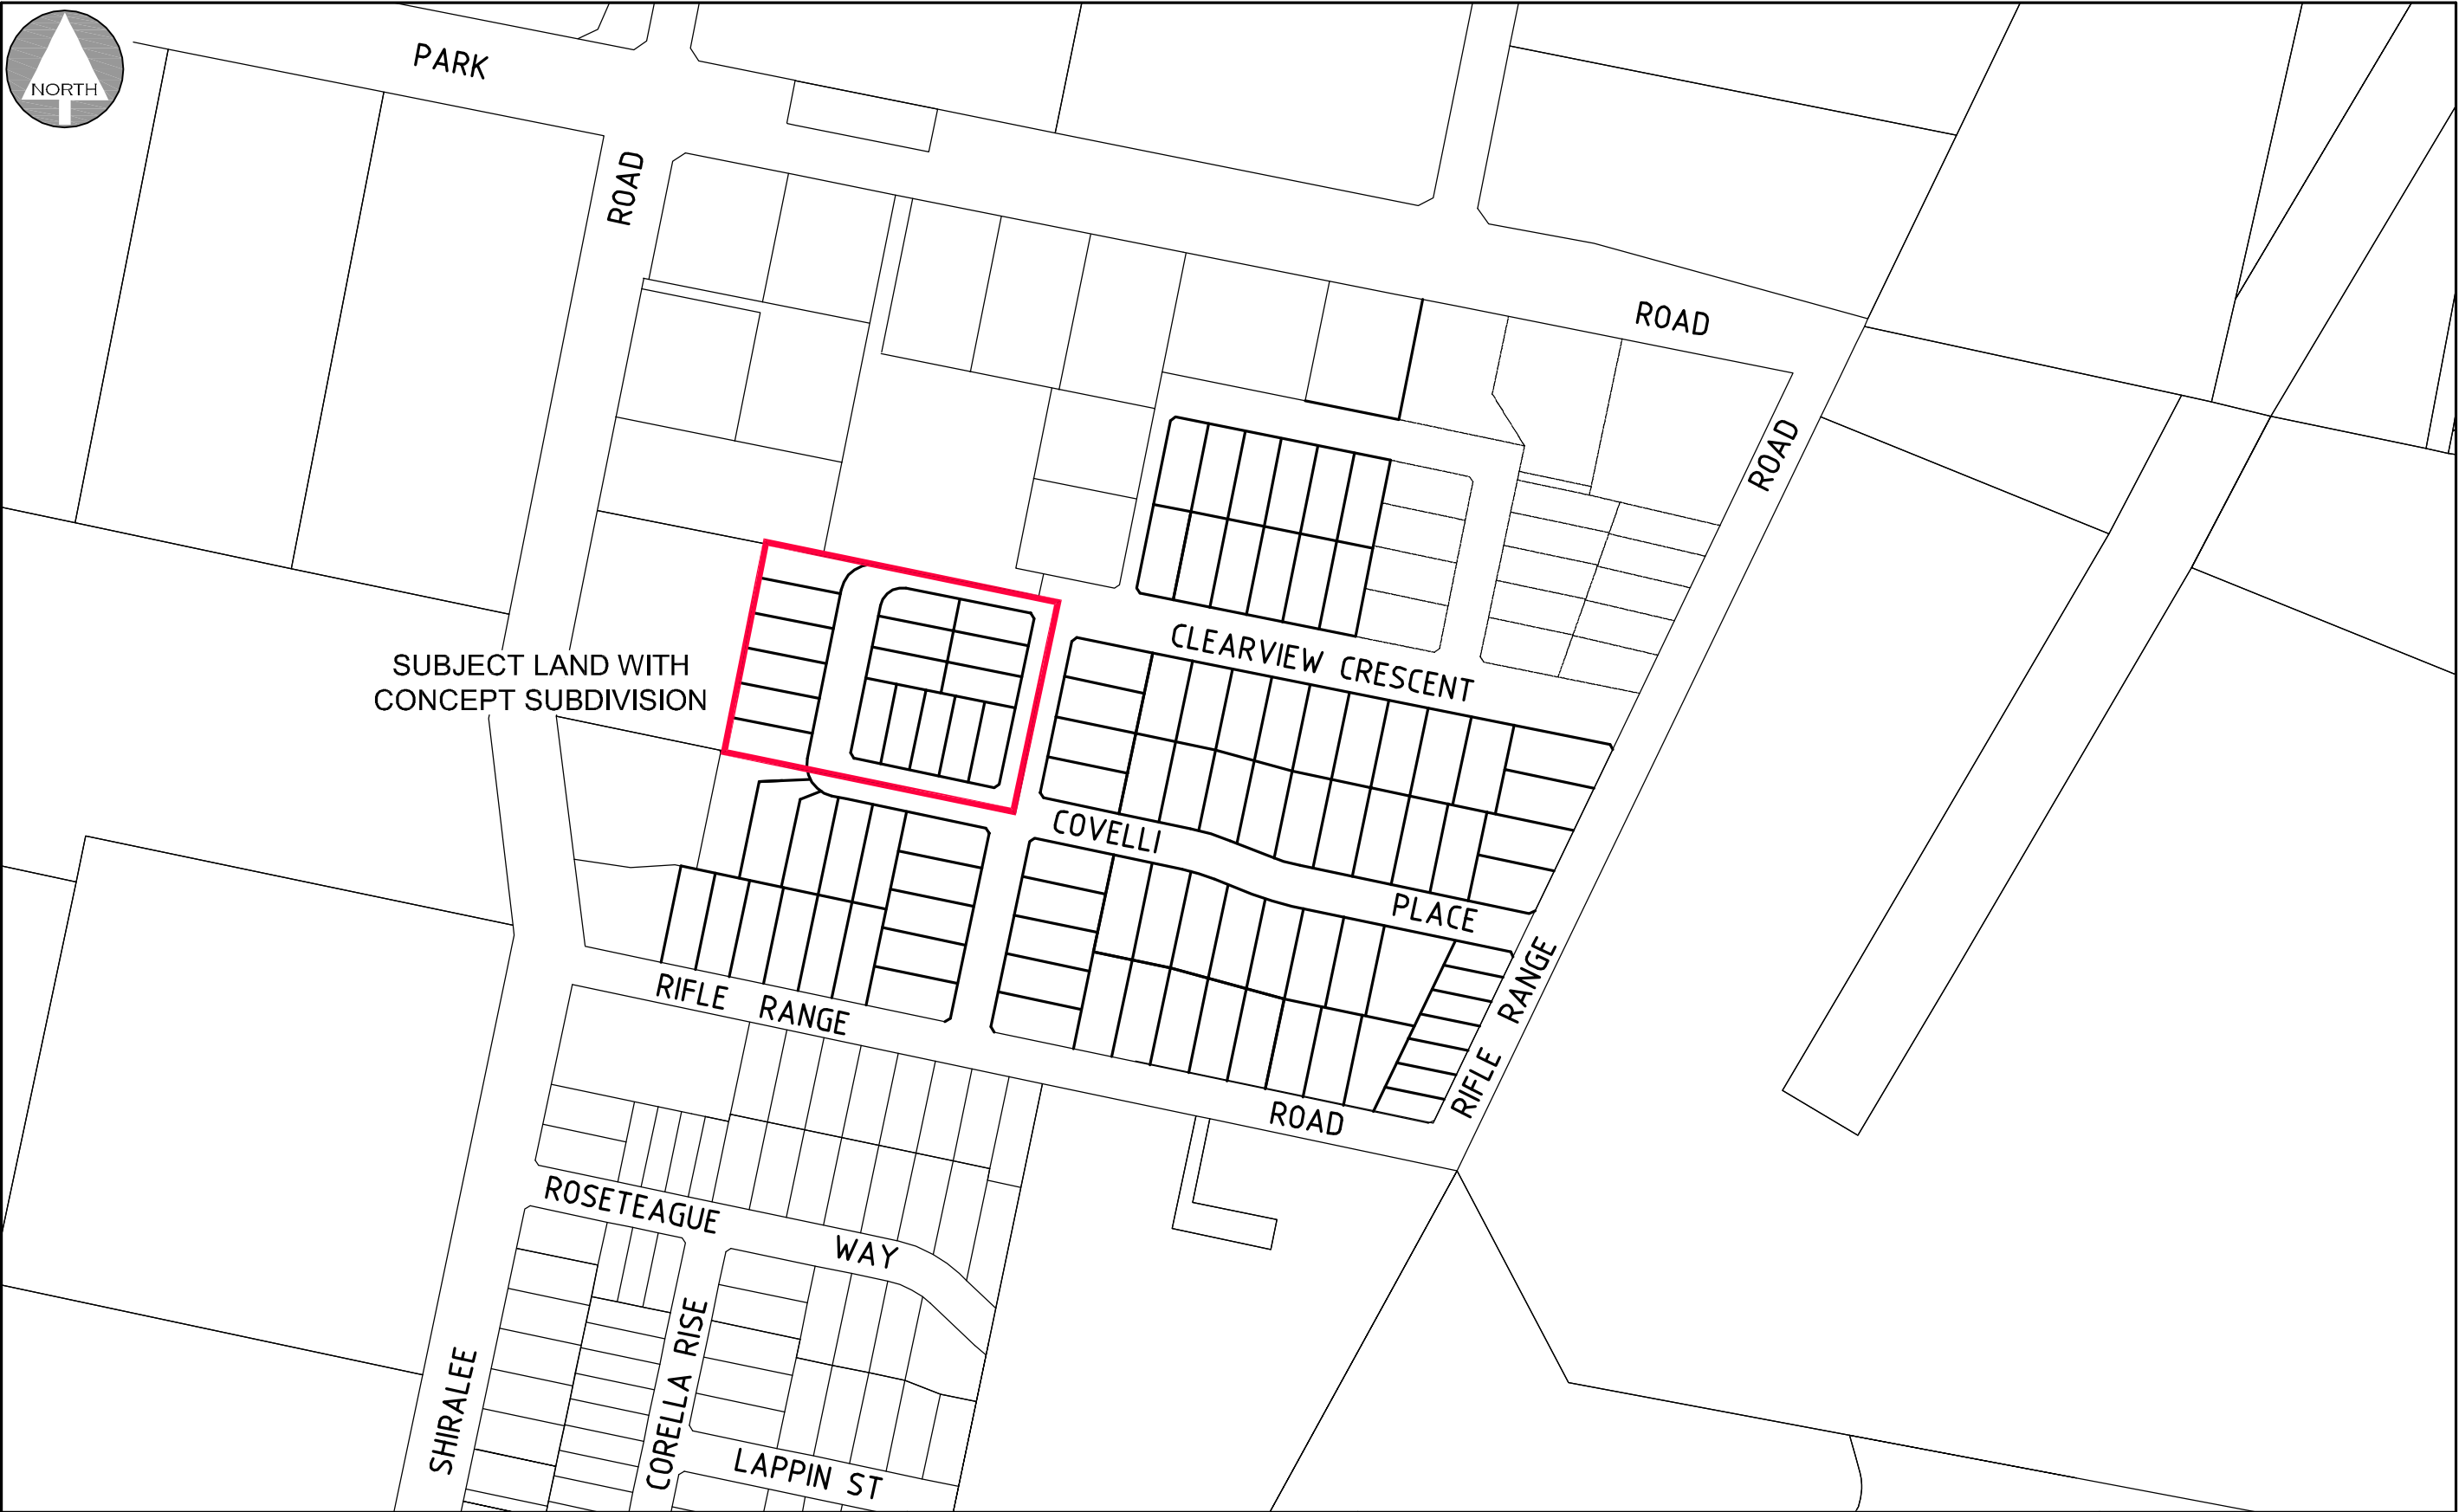 NORTH
PARK
ROAD
ROAD
ROAD
SUBJECT LAND WITH
CONCEPT SUBDIVISION
CLEARVIEW CRESCENT
COVELLI
PLACE
RIFLE RANGE
RIFLE RANGE
ROAD
ROSETEAGUE
WAY
SHIRALEE
CORELLA RISE
LAPPIN ST